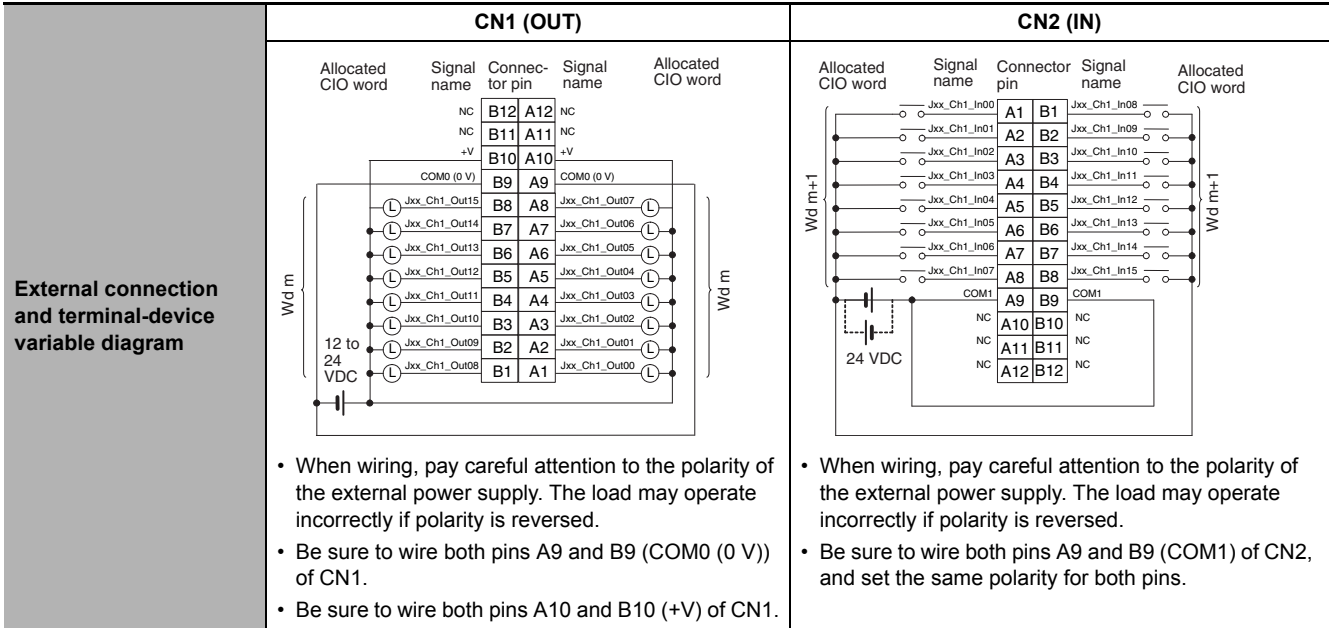 CN1 (OUT)
CN2 (IN)
External connection
and terminal-device
variable diagram
Allocated
CIO word
Signal
name
Connec-
tor pin
Signal
name
Allocated
CIO word
NC B12 A12 NC
NC B11 A11 NC
+V B10 A10 +V
COM0 (0 V) B9 A9 COM0 (0 V)
L Jxx_Ch1_Out15 B8 A8 Jxx_Ch1_Out07 L
L Jxx_Ch1_Out14 B7 A7 Jxx_Ch1_Out06 L
L Jxx_Ch1_Out13 B6 A6 Jxx_Ch1_Out05 L
L Jxx_Ch1_Out12 B5 A5 Jxx_Ch1_Out04 L
L Jxx_Ch1_Out11 B4 A4 Jxx_Ch1_Out03 L
L Jxx_Ch1_Out10 B3 A3 Jxx_Ch1_Out02 L
L Jxx_Ch1_Out09 B2 A2 Jxx_Ch1_Out01 L
L Jxx_Ch1_Out08 B1 A1 Jxx_Ch1_Out00 L
Wd m
Wd m
12 to
24
VDC
• When wiring, pay careful attention to the polarity of
the external power supply. The load may operate
incorrectly if polarity is reversed.
• Be sure to wire both pins A9 and B9 (COM0 (0 V))
of CN1.
• Be sure to wire both pins A10 and B10 (+V) of CN1.
Allocated
CIO word
Signal
name
Connector
pin
Signal
name
Allocated
CIO word
Jxx_Ch1_In00 A1 B1 Jxx_Ch1_In08
Jxx_Ch1_In01 A2 B2 Jxx_Ch1_In09
Jxx_Ch1_In02 A3 B3 Jxx_Ch1_In10
Jxx_Ch1_In03 A4 B4 Jxx_Ch1_In11
Jxx_Ch1_In04 A5 B5 Jxx_Ch1_In12
Jxx_Ch1_In05 A6 B6 Jxx_Ch1_In13
Jxx_Ch1_In06 A7 B7 Jxx_Ch1_In14
Jxx_Ch1_In07 A8 B8 Jxx_Ch1_In15
COM1 A9 B9 COM1
NC A10 B10 NC
NC A11 B11 NC
NC A12 B12 NC
Wd m+1
Wd m+1
24 VDC
• When wiring, pay careful attention to the polarity of
the external power supply. The load may operate
incorrectly if polarity is reversed.
• Be sure to wire both pins A9 and B9 (COM1) of CN2,
and set the same polarity for both pins.